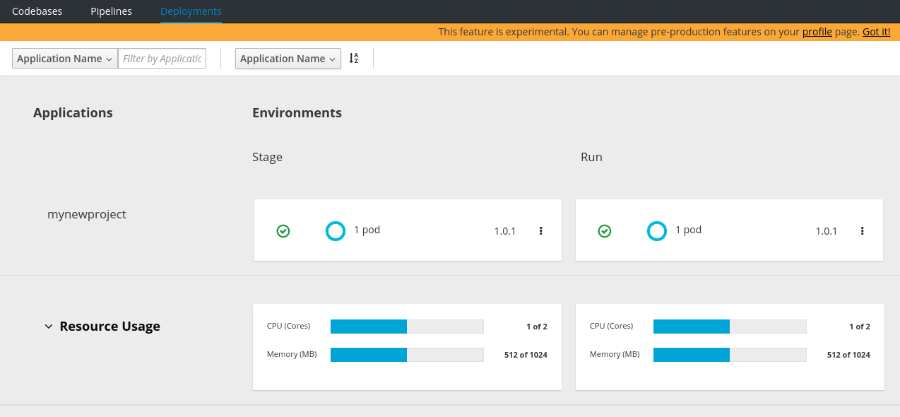 Codebases Pipelines Deployments
This feature is experimental. You can manage pre-production features on your profile page. Got it!
Application Name Filter by Applicatic Application Name
Applications Environments
Stage Run
mynewproject 1 pod 1.0.1 1 pod 1.0.1
Resource Usage
CPU (Cores) 1 of 2 CPU (Cores) 1 of 2
Memory (MB) 512 of 1024 Memory (MB) 512 of 1024